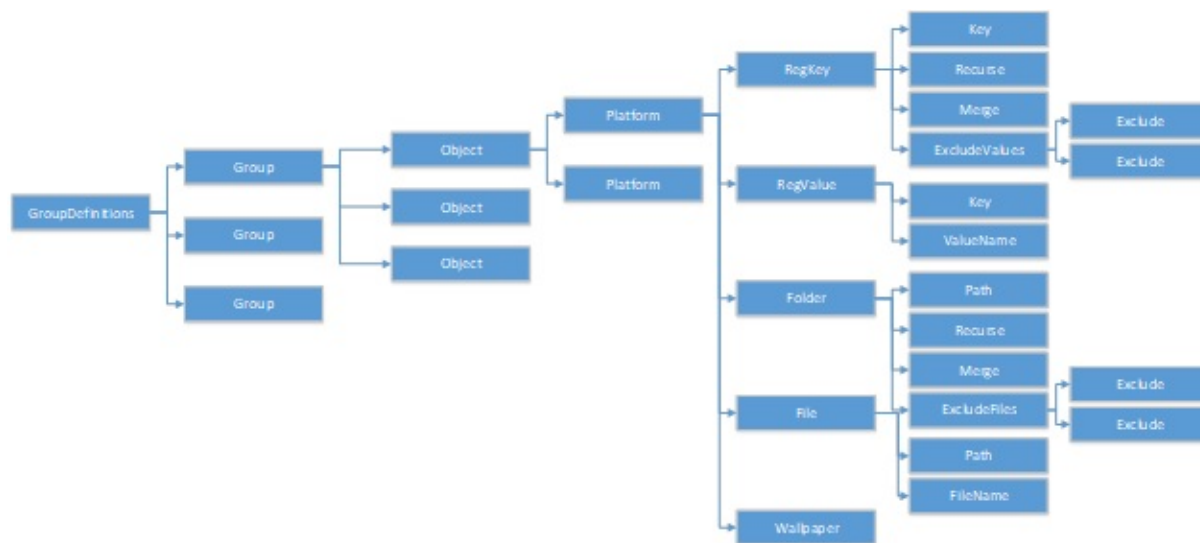 GroupDefinitions
Group
Group
Group
Object
Object
Object
Platform
Platform
RegKey
RegValue
Folder
File
Wallpaper
Key
Recurse
Merge
ExcludeValues
Key
ValueName
Path
Recurse
Merge
ExcludeFiles
Path
FileName
Exclude
Exclude
Exclude
Exclude